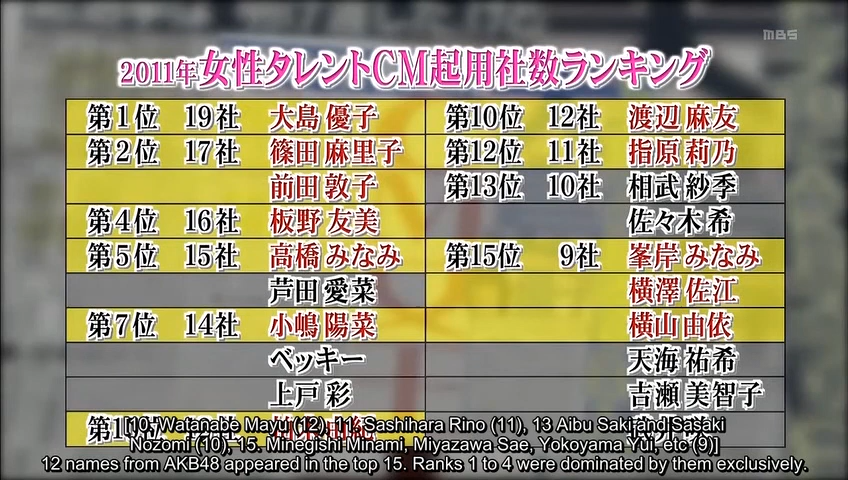 MBS
2011年女性タレントCM起用社数ランキング
第1位 19社 大島 優子
第2位 17社 篠田 麻里子
前田 敦子
第4位 16社 板野 友美
第5位 15社 高橋 みなみ
芦田 愛菜
第7位 14社 小嶋 陽菜
ベッキー
上戸 彩
第10位 12社 渡辺 麻友
第12位 11社 指原 莉乃
第13位 10社 相武 紗季
佐々木 希
第15位 9社 峯岸 みなみ
横澤 佐江
横山 由依
天海 祐希
吉瀬 美智子
[10. Watanabe Mayu (12), 11. Sashihara Rino (11), 13 Aibu Saki and Sasaki
Nozomi (10), 15. Minegishi Minami, Miyazawa Sae, Yokoyama Yui, etc (9)]
12 names from AKB48 appeared in the top 15. Ranks 1 to 4 were dominated by them exclusively.